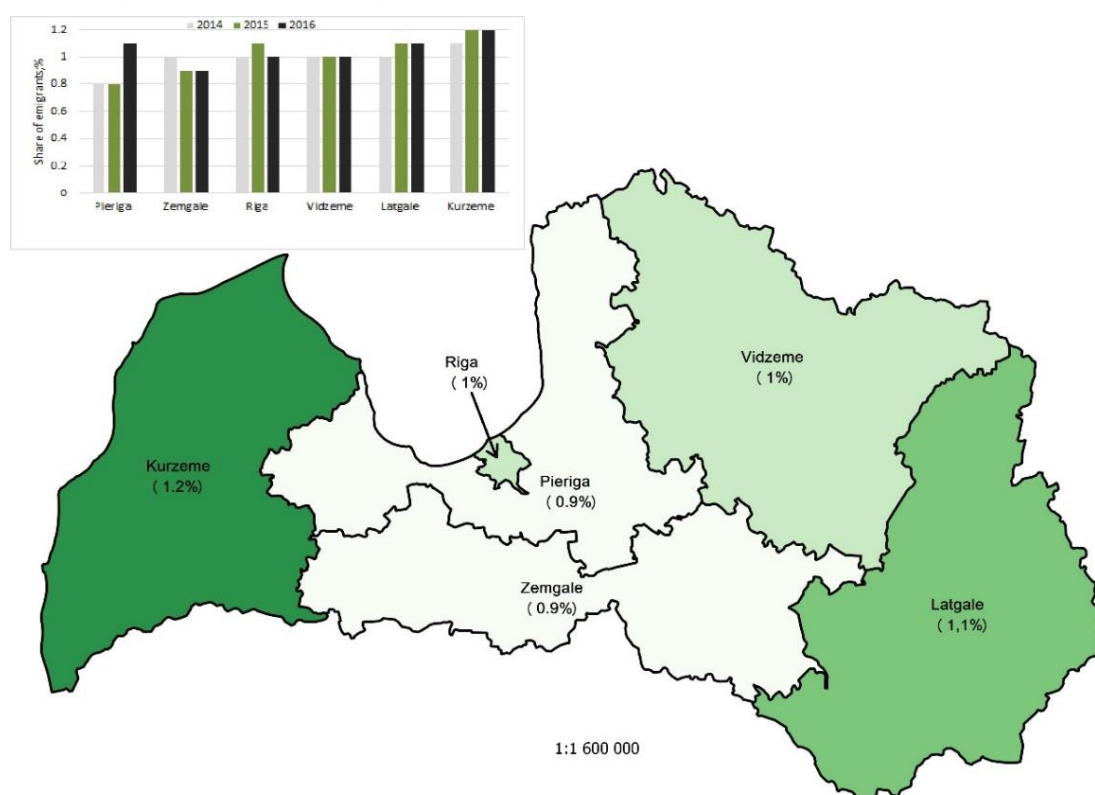 2014 2015 2016
Share of emigrants,%
1.2
1
0.8
0.6
0.4
0.2
0
Pieriga Zemgale Riga Vidzeme Latgale Kurzeme
Riga
( 1%)
Vidzeme
( 1%)
Kurzeme
( 1.2%)
Pieriga
( 0.9%)
Zemgale
( 0.9%)
Latgale
( 1,1%)
1:1 600 000